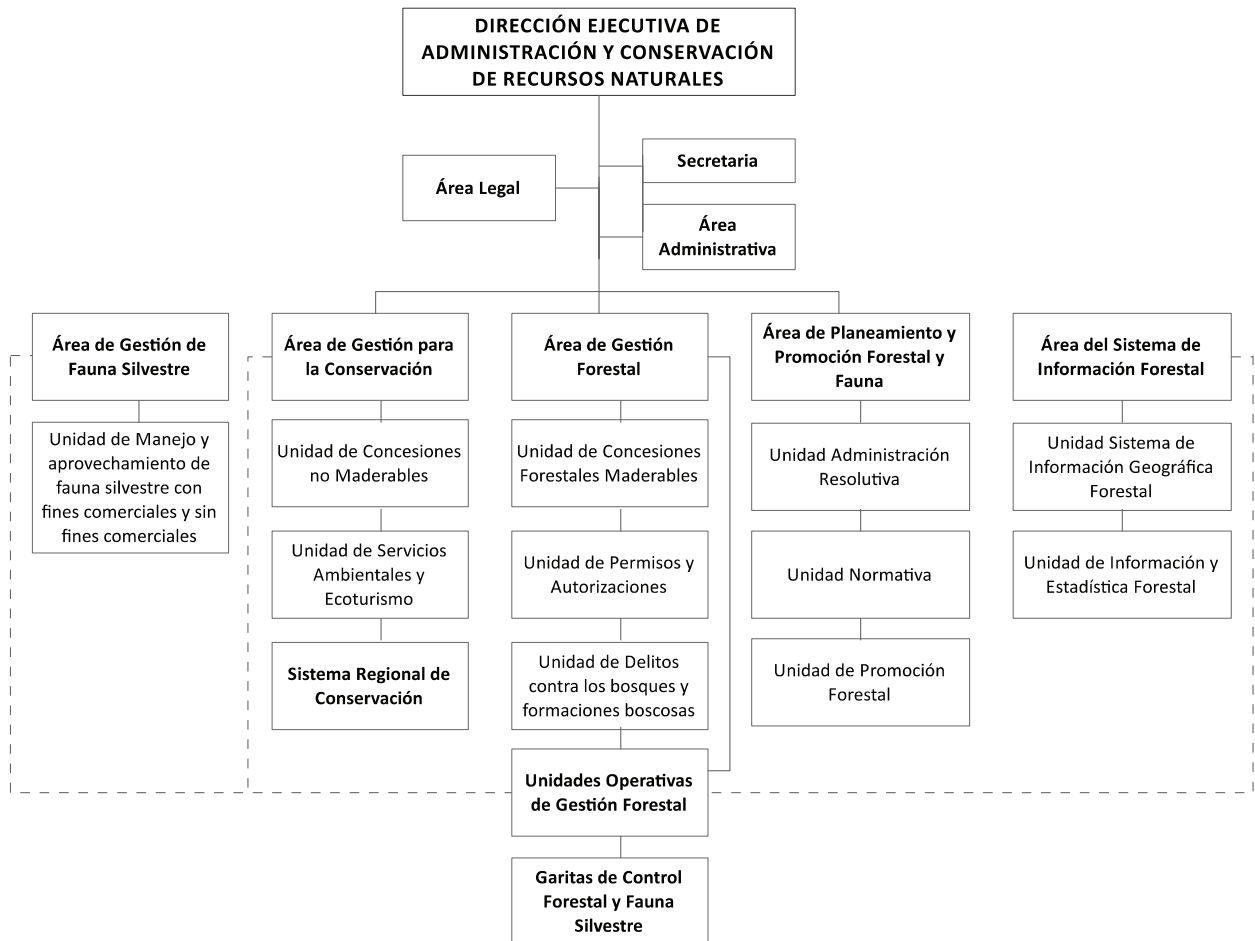 DIRECCIÓN EJECUTIVA DE
ADMINISTRACIÓN Y CONSERVACIÓN
DE RECURSOS NATURALES
Secretaria
Área Legal
Área
Administrativa
Área de Gestión de
Fauna Silvestre
Unidad de Manejo y
aprovechamiento de
fauna silvestre con
fines comerciales y sin
fines comerciales
Área de Gestión para
la Conservación
Unidad de Concesiones
no Maderables
Unidad de Servicios
Ambientales y
Ecoturismo
Sistema Regional de
Conservación
Área de Gestión
Forestal
Unidad de Concesiones
Forestales Maderables
Unidad de Permisos y
Autorizaciones
Unidad de Delitos
contra los bosques y
formaciones boscosas
Unidades Operativas
de Gestión Forestal
Garitas de Control
Forestal y Fauna
Silvestre
Área de Planeamiento y
Promoción Forestal y
Fauna
Unidad Administración
Resolutiva
Unidad Normativa
Unidad de Promoción
Forestal
Área del Sistema de
Información Forestal
Unidad Sistema de
Información Geográfica
Forestal
Unidad de Información y
Estadística Forestal